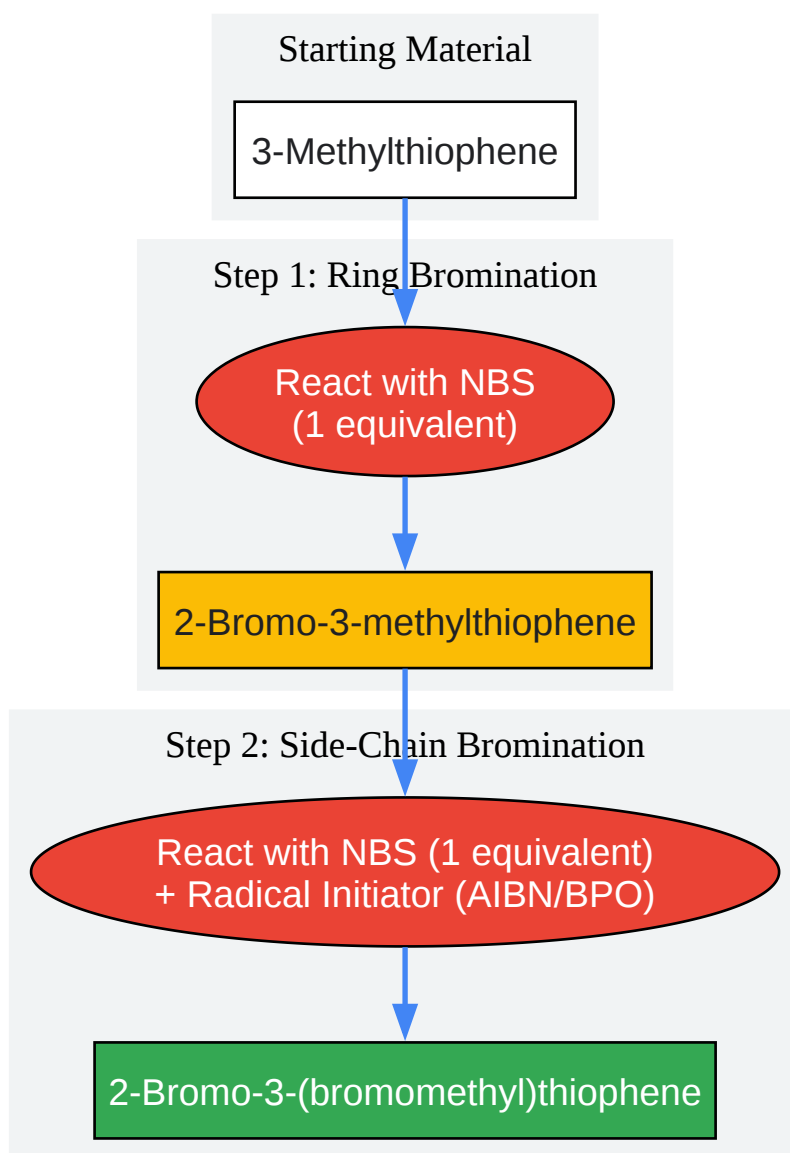 Starting Material
3-Methylthiophene
Step 1: Ring Bromination
React with NBS
(1 equivalent)
2-Bromo-3-methylthiophene
Step 2: Side-Chain Bromination
React with NBS (1 equivalent)
+ Radical Initiator (AIBN/BPO)
2-Bromo-3-(bromomethyl)thiophene